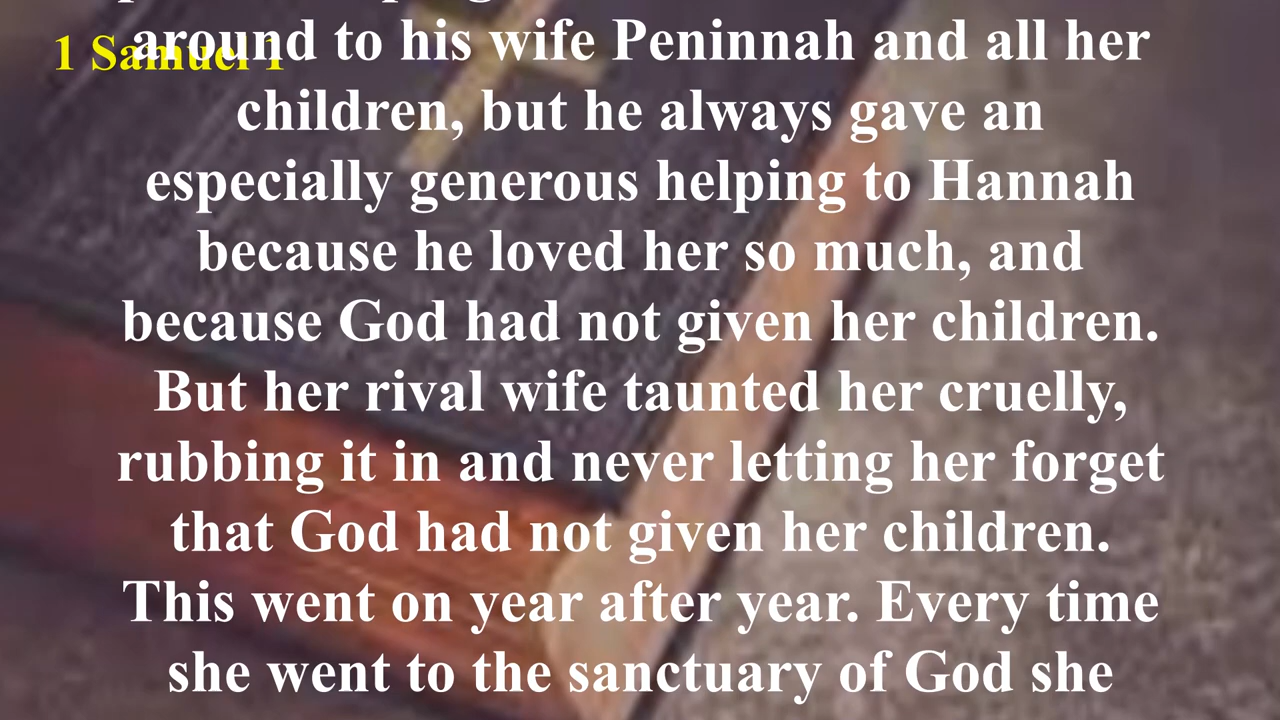 1 Samuel 1
around to his wife Peninnah and all her
children, but he always gave an
especially generous helping to Hannah
because he loved her so much, and
because God had not given her children.
But her rival wife taunted her cruelly,
rubbing it in and never letting her forget
that God had not given her children.
This went on year after year. Every time
she went to the sanctuary of God she